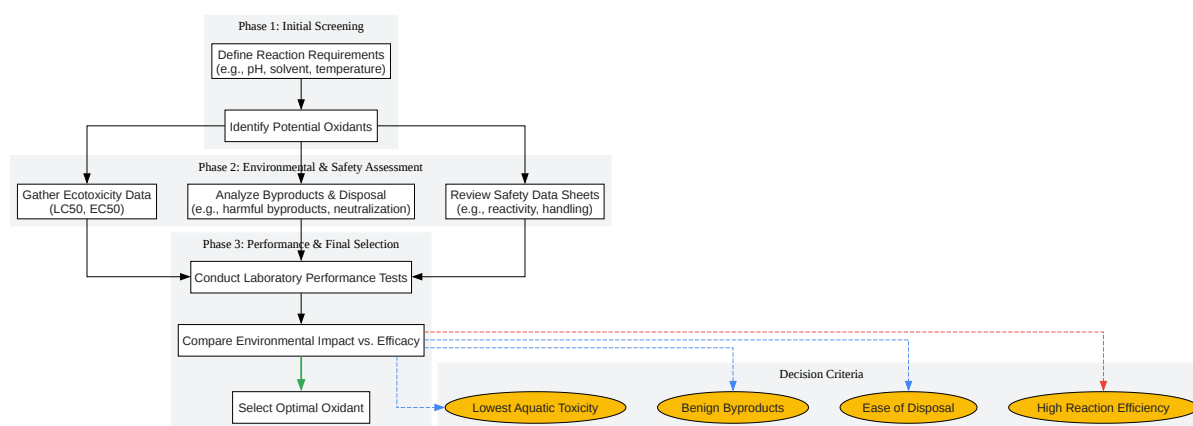 Phase 1: Initial Screening
Define Reaction Requirements
(e.g., pH, solvent, temperature)
Identify Potential Oxidants
Phase 2: Environmental & Safety Assessment
Gather Ecotoxicity Data
(LC50, EC50)
Analyze Byproducts & Disposal
(e.g., harmful byproducts, neutralization)
Review Safety Data Sheets
(e.g., reactivity, handling)
Phase 3: Performance & Final Selection
Conduct Laboratory Performance Tests
Compare Environmental Impact vs. Efficacy
Select Optimal Oxidant
Decision Criteria
Lowest Aquatic Toxicity
Benign Byproducts
Ease of Disposal
High Reaction Efficiency